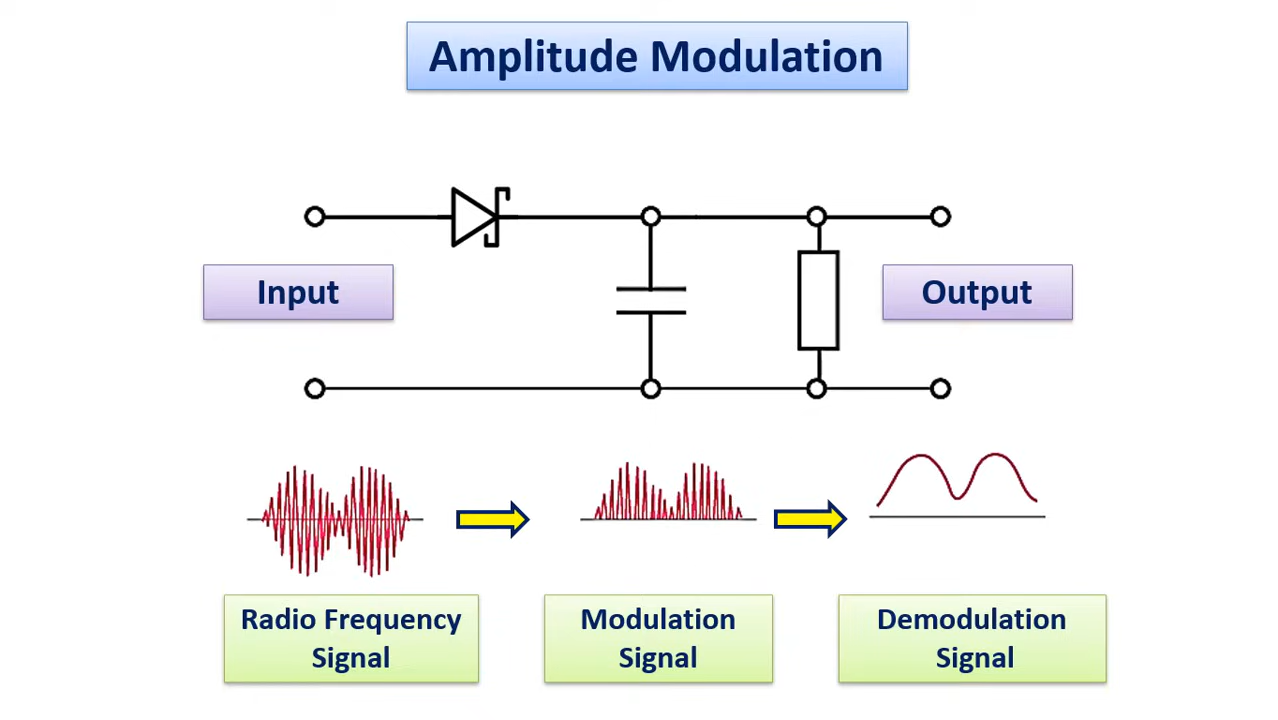 Amplitude Modulation
Input
Output
Radio Frequency
Signal
Modulation
Signal
Demodulation
Signal